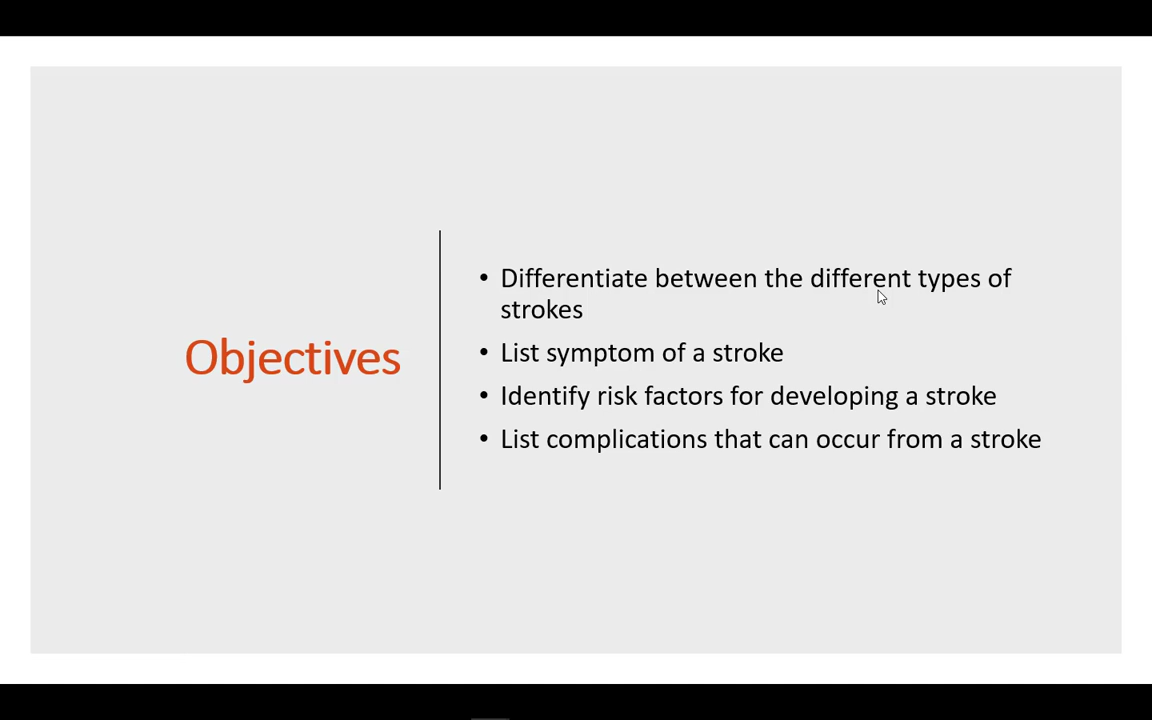 Objectives
• Differentiate between the different types of
strokes
• List symptom of a stroke
• Identify risk factors for developing a stroke
• List complications that can occur from a stroke